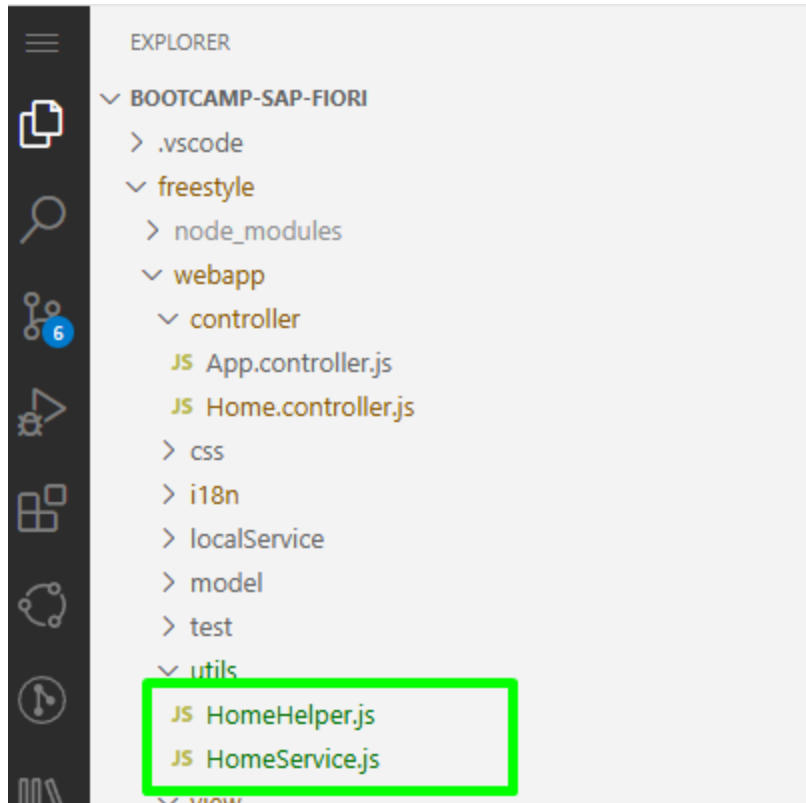 EXPLORER
BOOTCAMP-SAP-FIORI
.vscode
freestyle
node_modules
webapp
controller
JS App.controller.js
JS Home.controller.js
css
i18n
6
localService
model
test
utils
JS HomeHelper.js
JS HomeService.js
view